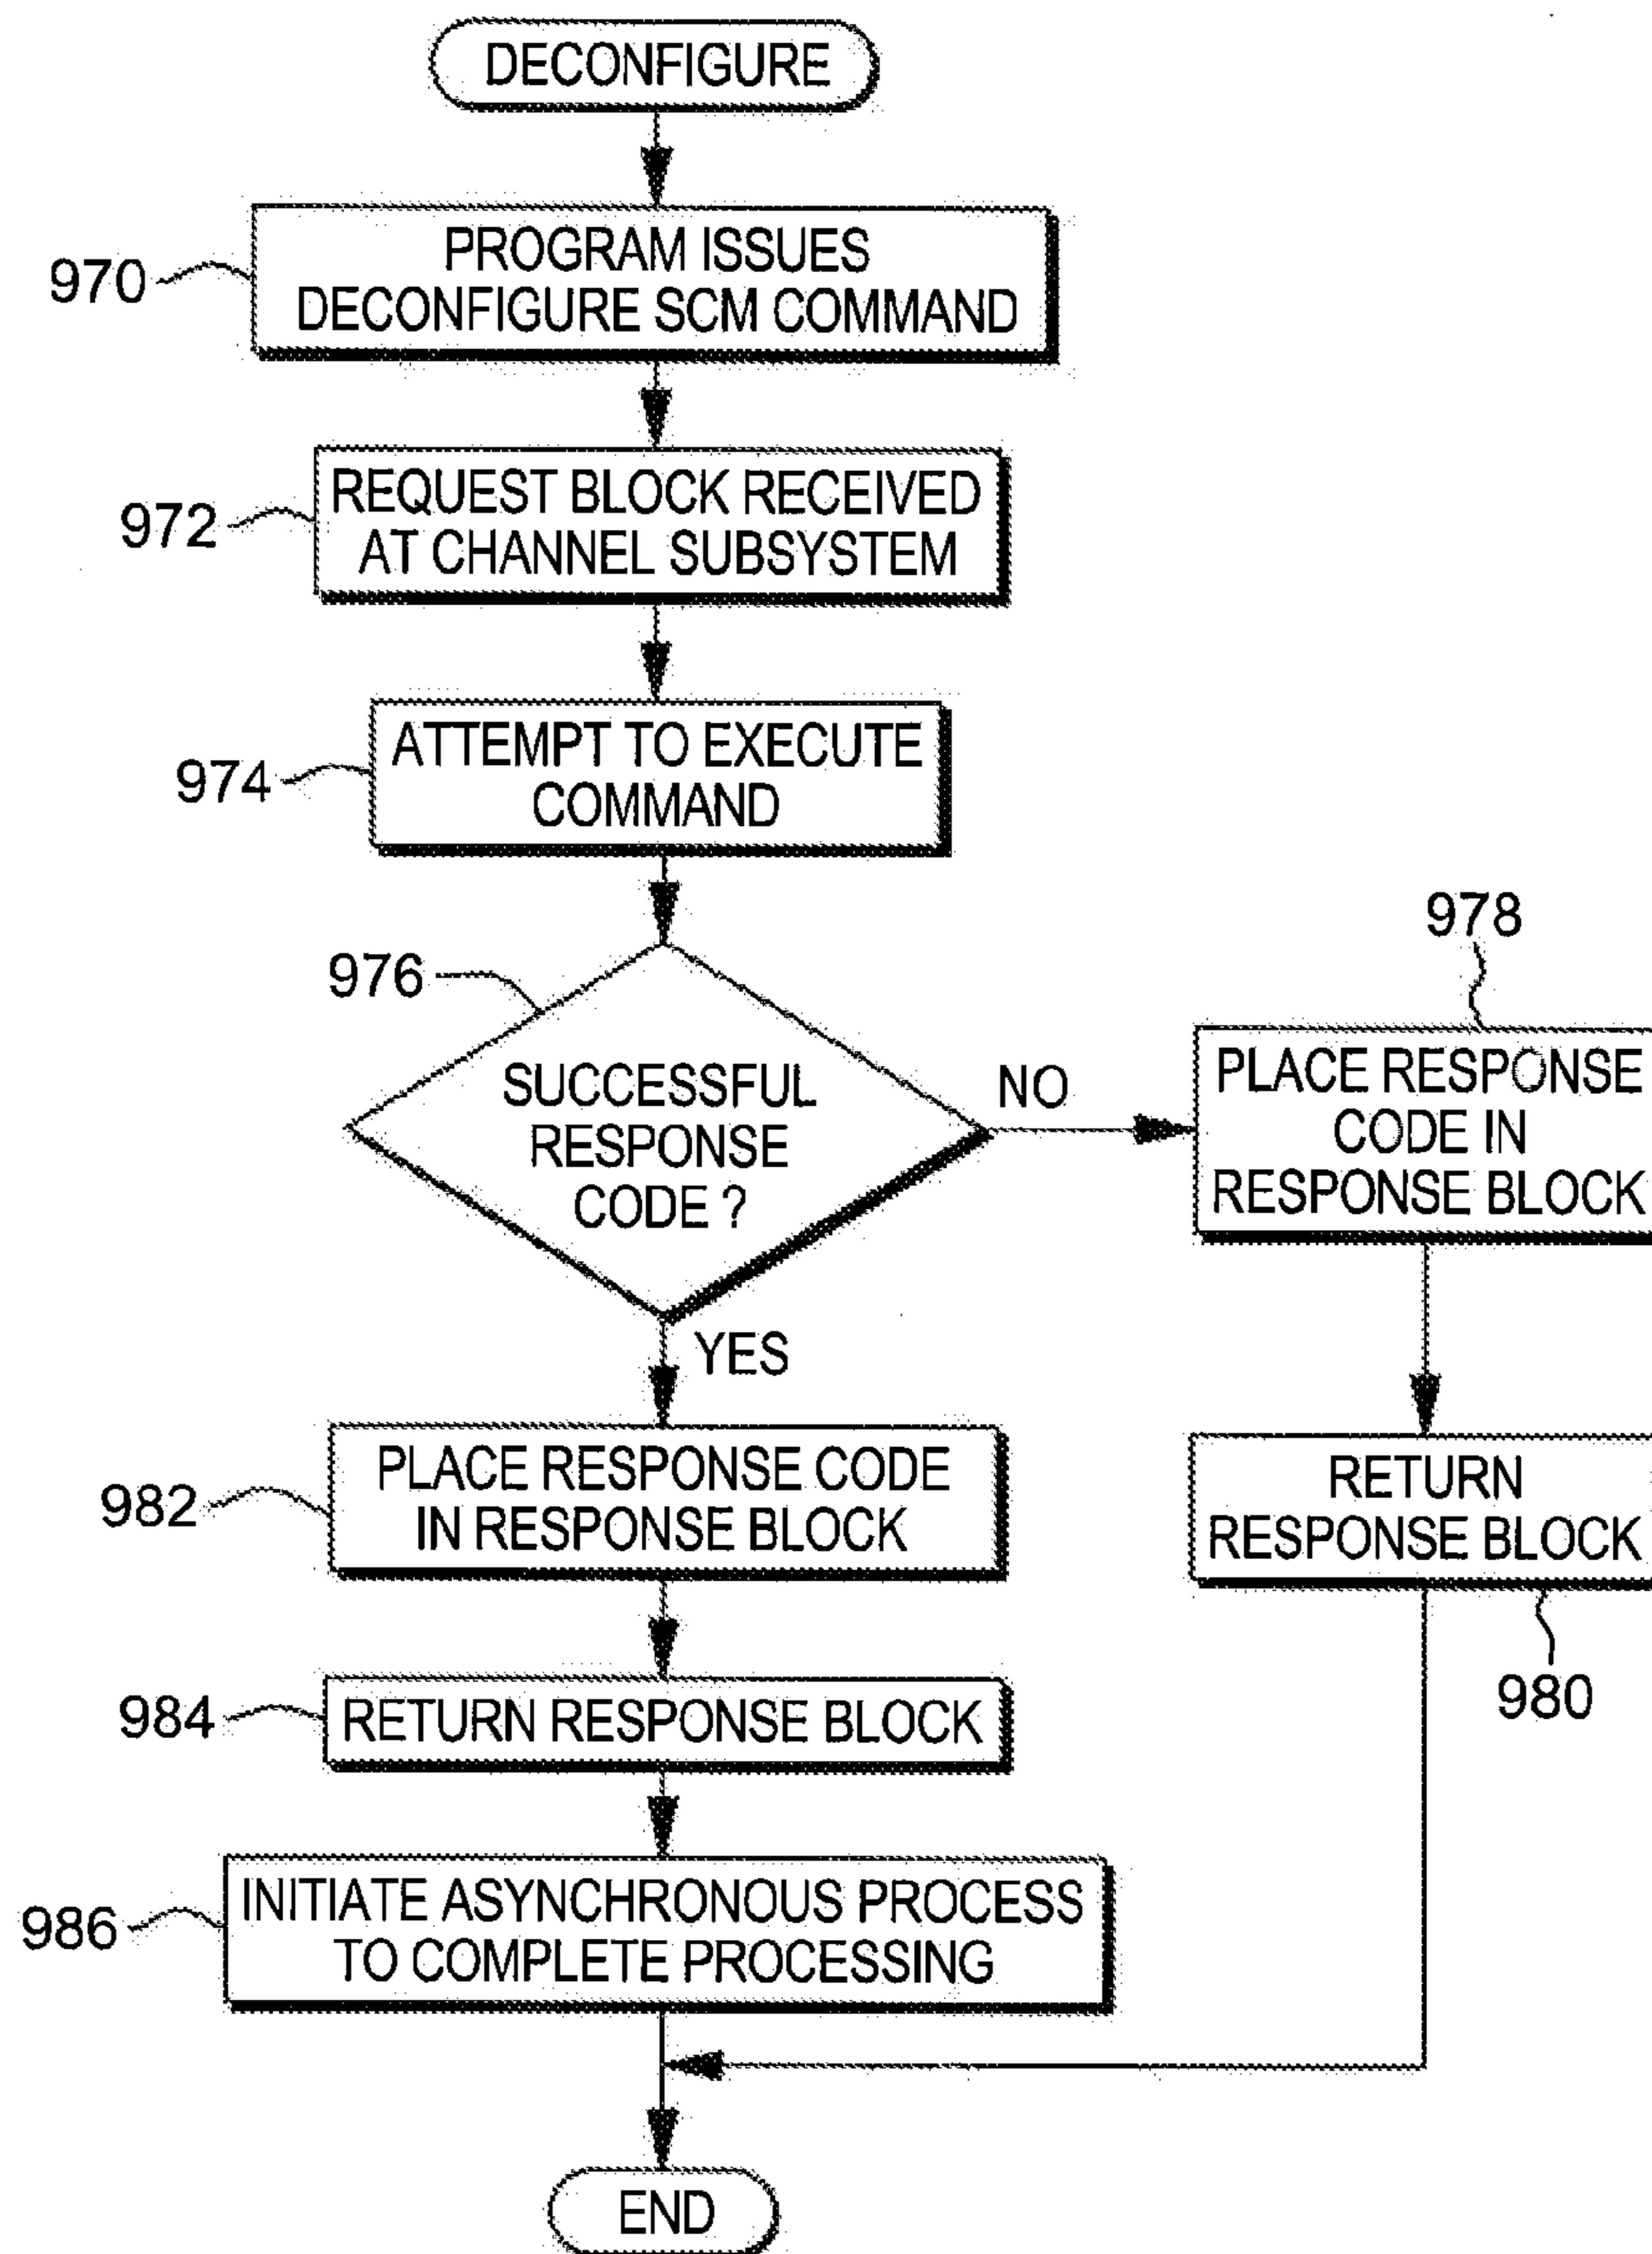 DECONFIGURE
970
PROGRAM ISSUES
DECONFIGURE SCM COMMAND
972
REQUEST BLOCK RECEIVED
AT CHANNEL SUBSYSTEM
974
ATTEMPT TO EXECUTE
COMMAND
976
SUCCESSFUL
RESPONSE
CODE ?
NO
978
PLACE RESPONSE
CODE IN
RESPONSE BLOCK
YES
982
PLACE RESPONSE CODE
IN RESPONSE BLOCK
RETURN
RESPONSE BLOCK
980
984
RETURN RESPONSE BLOCK
986
INITIATE ASYNCHRONOUS PROCESS
TO COMPLETE PROCESSING
END